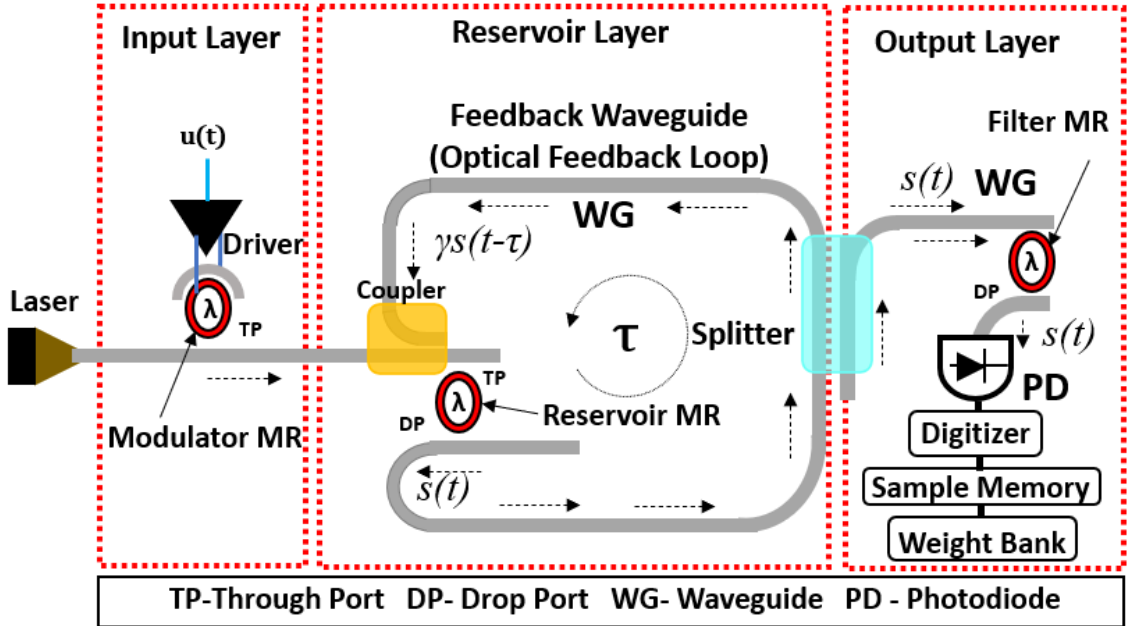 Input Layer
Reservoir Layer
Output Layer
u(t)
Driver
λ
TP
Laser
Modulator MR
Feedback Waveguide
(Optical Feedback Loop)
WG
γs(t-τ)
Coupler
τ
Splitter
TP
λ
DP
Reservoir MR
s(t)
Filter MR
s(t)
WG
λ
DP
s(t)
PD
Digitizer
Sample Memory
Weight Bank
TP-Through Port DP- Drop Port WG- Waveguide PD - Photodiode